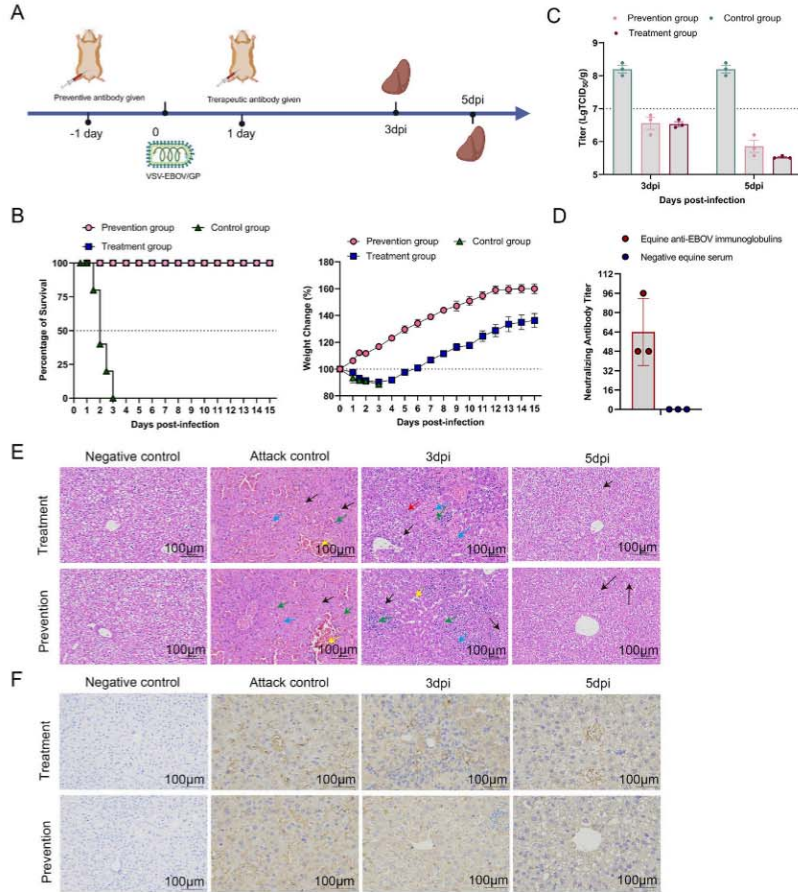 A
Preventive antibody given
Trerapeutic antibody given
-1 day
0
1 day
3dpi
5dpi
VSV-EBOV/GP
B
Prevention group
Control group
Treatment group
Percentage of Survival
100
75
50
25
0
0 1 2 3 4 5 6 7 8 9 10 11 12 13 14 15
Days post-infection
Prevention group
Control group
Treatment group
Weight Change (%)
180
160
140
120
100
80
0 1 2 3 4 5 6 7 8 9 10 11 12 13 14 15
Days post-infection
C
Prevention group
Control group
Treatment group
Titer (LgTCID50/g)
9
8
7
6
5
3dpi
5dpi
Days post-infection
D
Equine anti-EBOV immunoglobulins
Negative equine serum
Neutralizing Antibody Titer
112
96
80
64
48
32
16
0
E
Negative control
Attack control
3dpi
5dpi
Treatment
100μm
100μm
100μm
100μm
Prevention
100μm
100μm
100μm
100μm
F
Negative control
Attack control
3dpi
5dpi
Treatment
100μm
100μm
100μm
100μm
Prevention
100μm
100μm
100μm
100μm